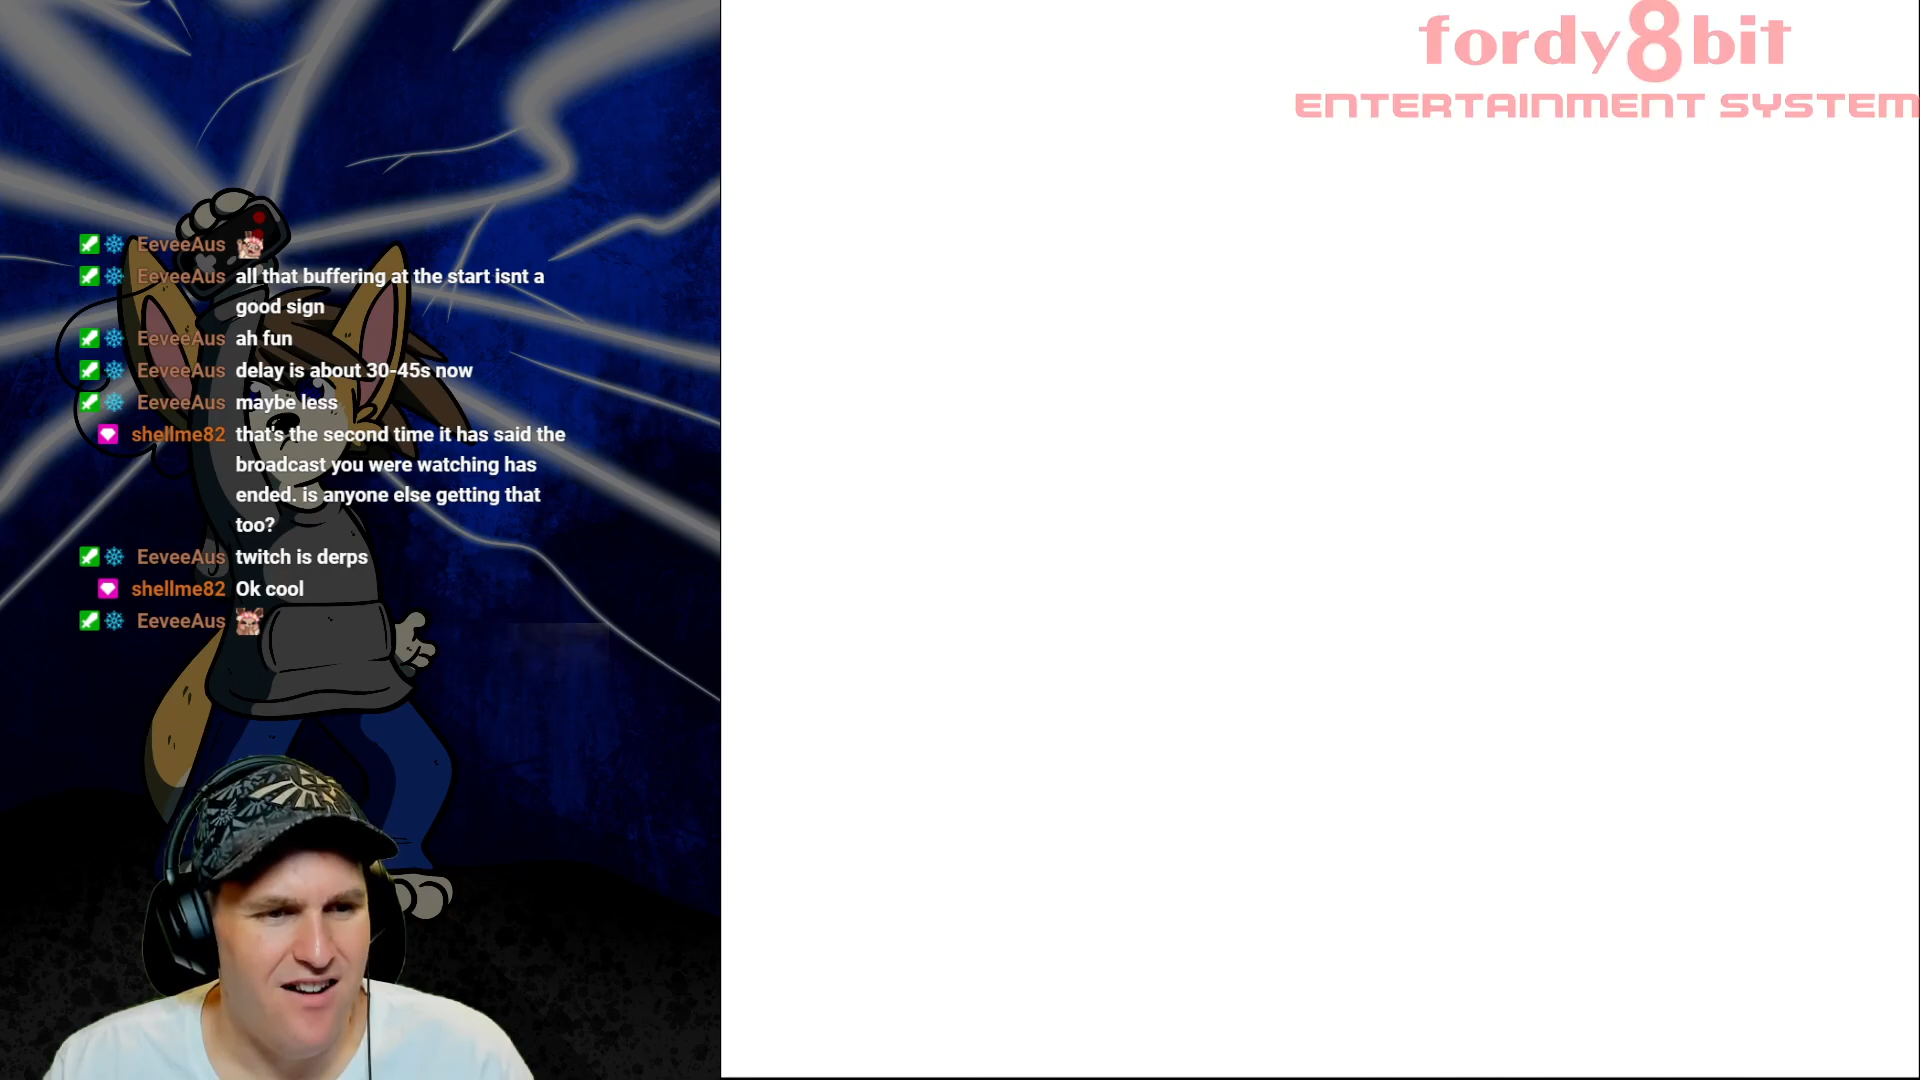 fordy8bit
ENTERTAINMENT SYSTEM
EeveeAus
EeveeAus all that buffering at the start isnt a
good sign
EeveeAus ah fun
EeveeAus delay is about 30-45s now
EeveeAus maybe less
shellme82 that's the second time it has said the
broadcast you were watching has
ended. is anyone else getting that
too?
EeveeAus twitch is derps
shellme82 Ok cool
EeveeAus